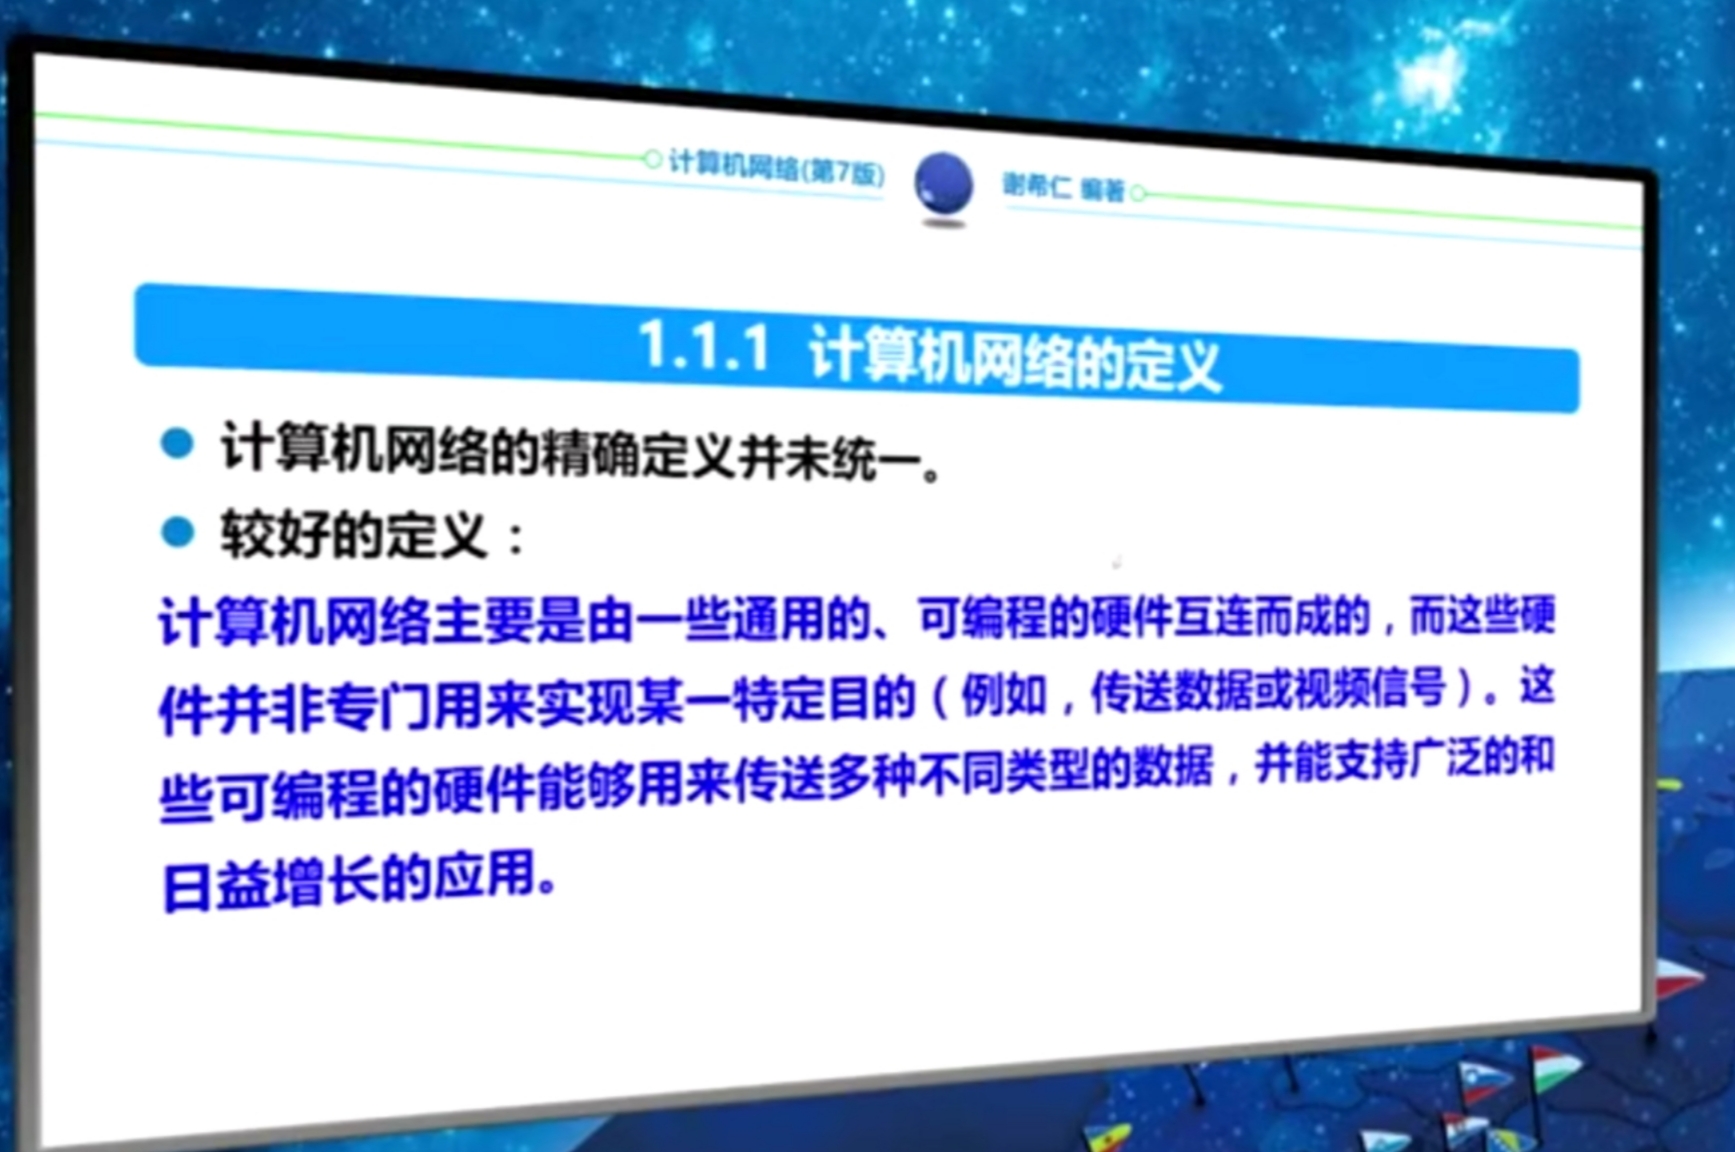 计算机网络(第7版)
谢希仁 编著
1.1.1 计算机网络的定义
计算机网络的精确定义并未统一。
较好的定义：
计算机网络主要是由一些通用的、可编程的硬件互连而成的，而这些硬
件并非专门用来实现某一特定目的（例如，传送数据或视频信号）。这
些可编程的硬件能够用来传送多种不同类型的数据，并能支持广泛的和
日益增长的应用。